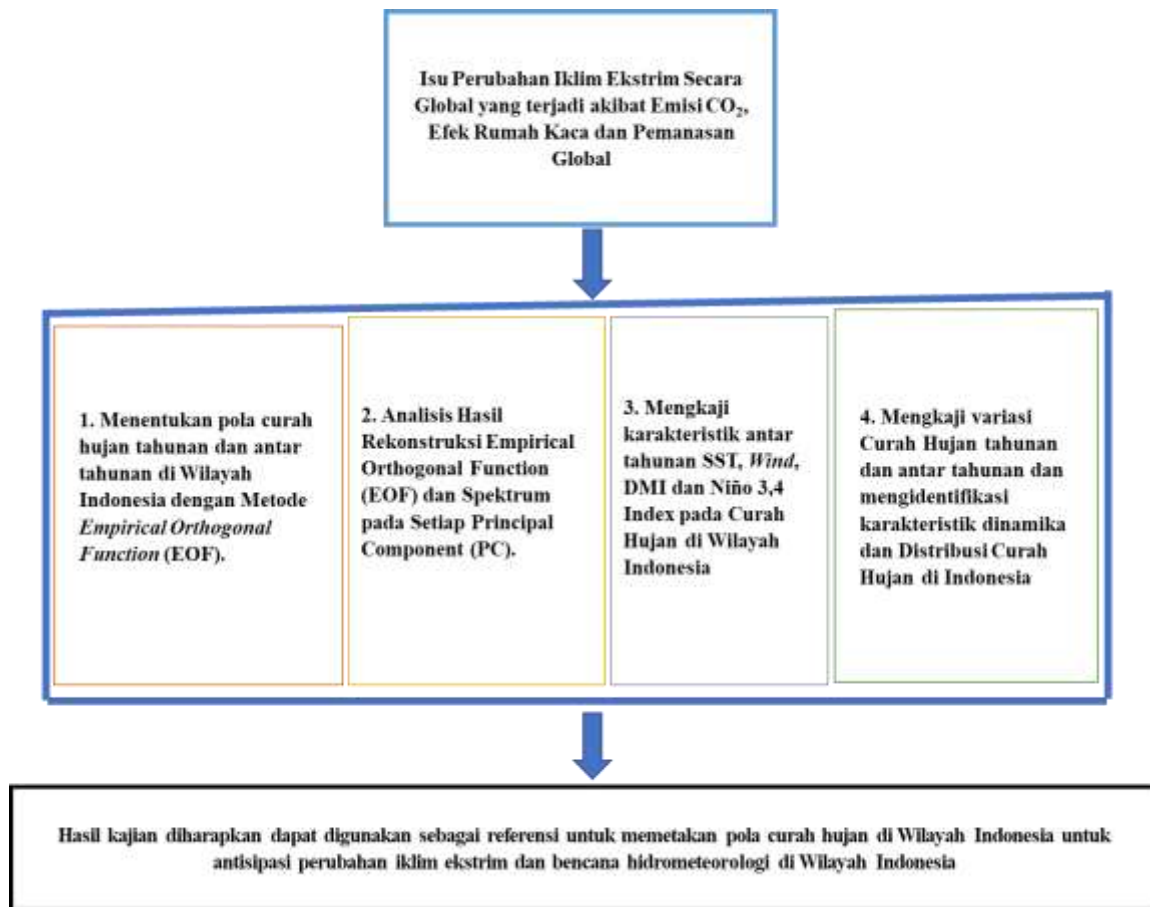 Isu Perubahan Iklim Ekstrim Secara
Global yang terjadi akibat Emisi CO₂,
Efek Rumah Kaca dan Pemanasan
Global
1. Menentukan pola curah
hujan tahunan dan antar
tahunan di Wilayah
Indonesia dengan Metode
Empirical Orthogonal
Function (EOF).
2. Analisis Hasil
Rekonstruksi Empirical
Orthogonal Function
(EOF) dan Spektrum
pada Setiap Principal
Component (PC).
3. Mengkaji
karakteristik antar
tahunan SST, Wind,
DMI dan Niño 3,4
Index pada Curah
Hujan di Wilayah
Indonesia
4. Mengkaji variasi
Curah Hujan tahunan
dan antar tahunan dan
mengidentifikasi
karakteristik dinamika
dan Distribusi Curah
Hujan di Indonesia
Hasil kajian diharapkan dapat digunakan sebagai referensi untuk memetakan pola curah hujan di Wilayah Indonesia untuk
antisipasi perubahan iklim ekstrim dan bencana hidrometeorologi di Wilayah Indonesia